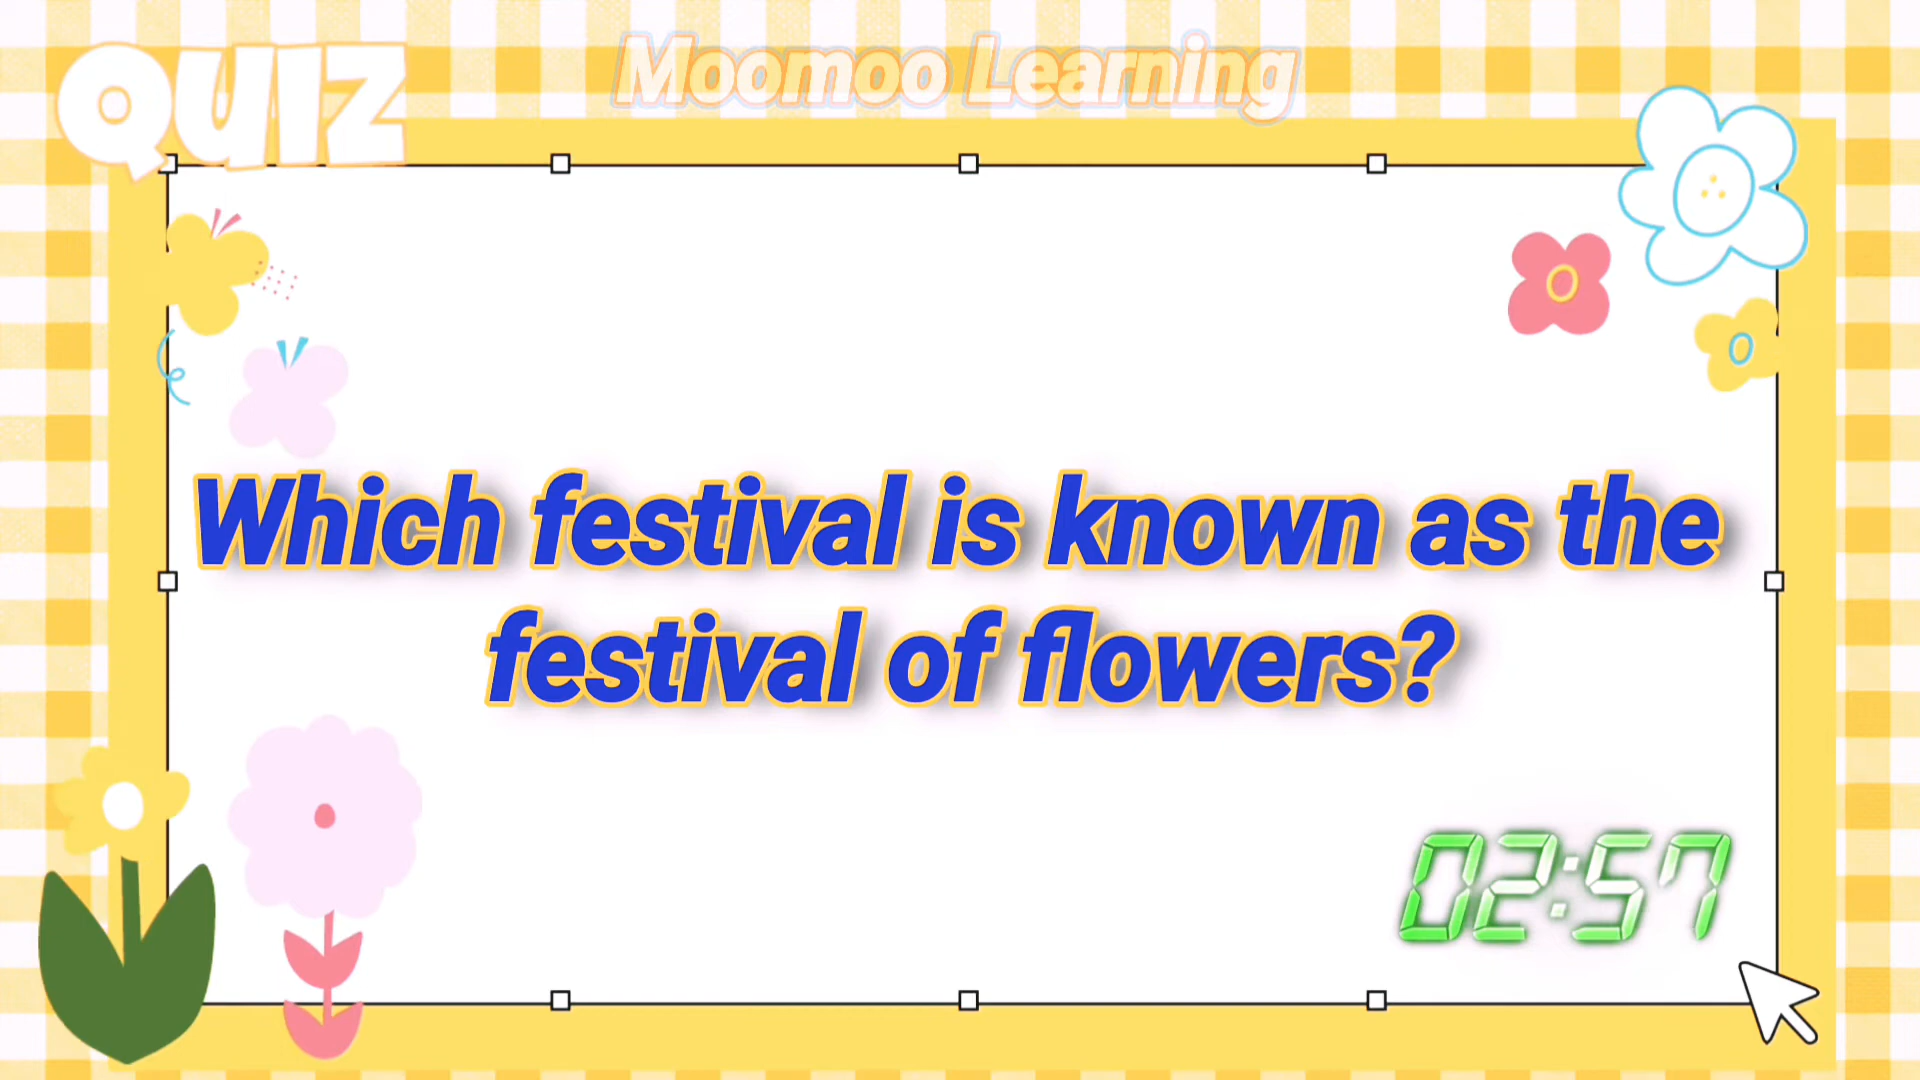 QUIZ
Moomoo Learning
Which festival is known as the
festival of flowers?
02:57